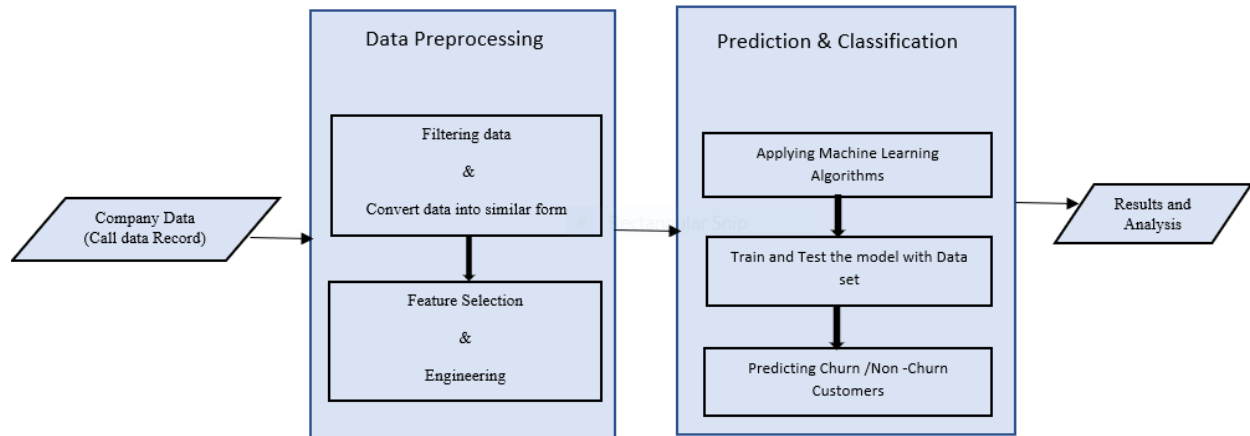 Company Data
(Call data Record)
Data Preprocessing
Filtering data
&
Convert data into similar form
Feature Selection
&
Engineering
Prediction & Classification
Applying Machine Learning
Algorithms
Train and Test the model with Data
set
Predicting Churn /Non -Churn
Customers
Results and
Analysis
Rectangular Snip